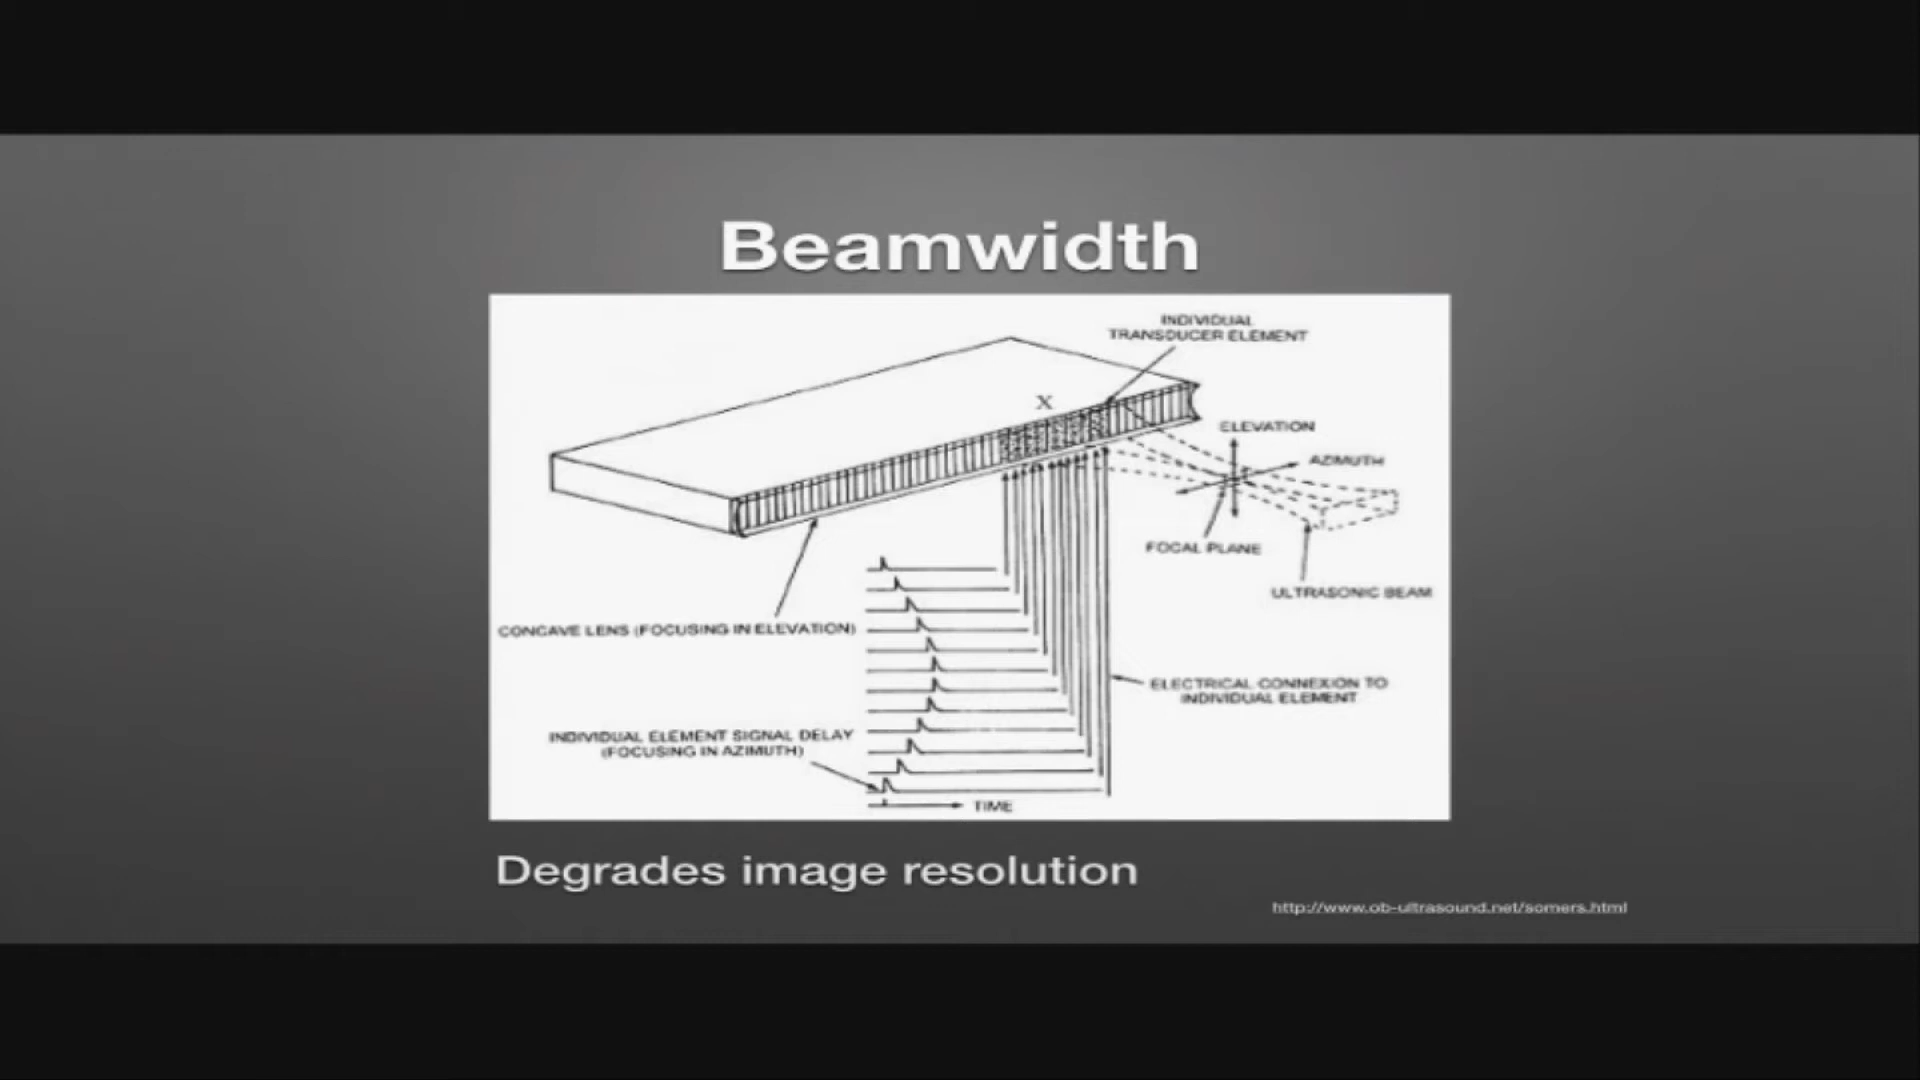 Beamwidth
INDIVIDUAL
TRANSDUCER ELEMENT
X
ELEVATION
AZIMUTH
FOCAL PLANE
ULTRASONIC BEAM
CONCAVE LENS (FOCUSING IN ELEVATION)
ELECTRICAL CONNEXION TO
INDIVIDUAL ELEMENT
INDIVIDUAL ELEMENT SIGNAL DELAY
(FOCUSING IN AZIMUTH)
TIME
Degrades image resolution
http://www.ob-ultrasound.net/somers.html